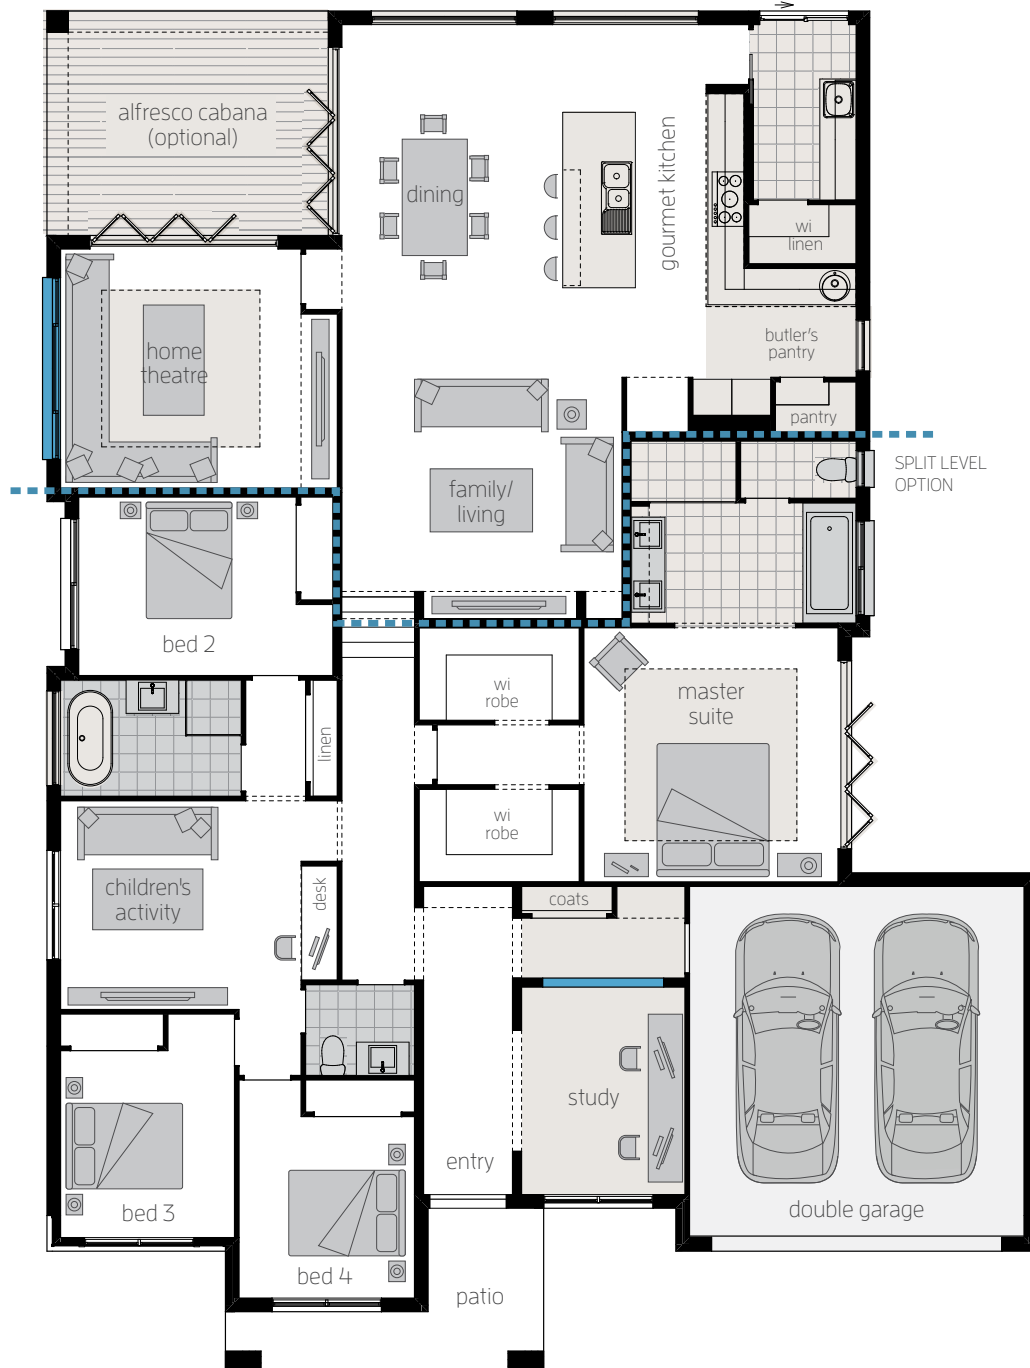 alfresco cabana
(optional)
dining
gourmet kitchen
wi
linen
home
theatre
butler's
pantry
pantry
SPLIT LEVEL
OPTION
family/
living
bed 2
wi
robe
master
suite
linen
wi
robe
children's
activity
desk
coats
study
entry
bed 3
double garage
bed 4
patio